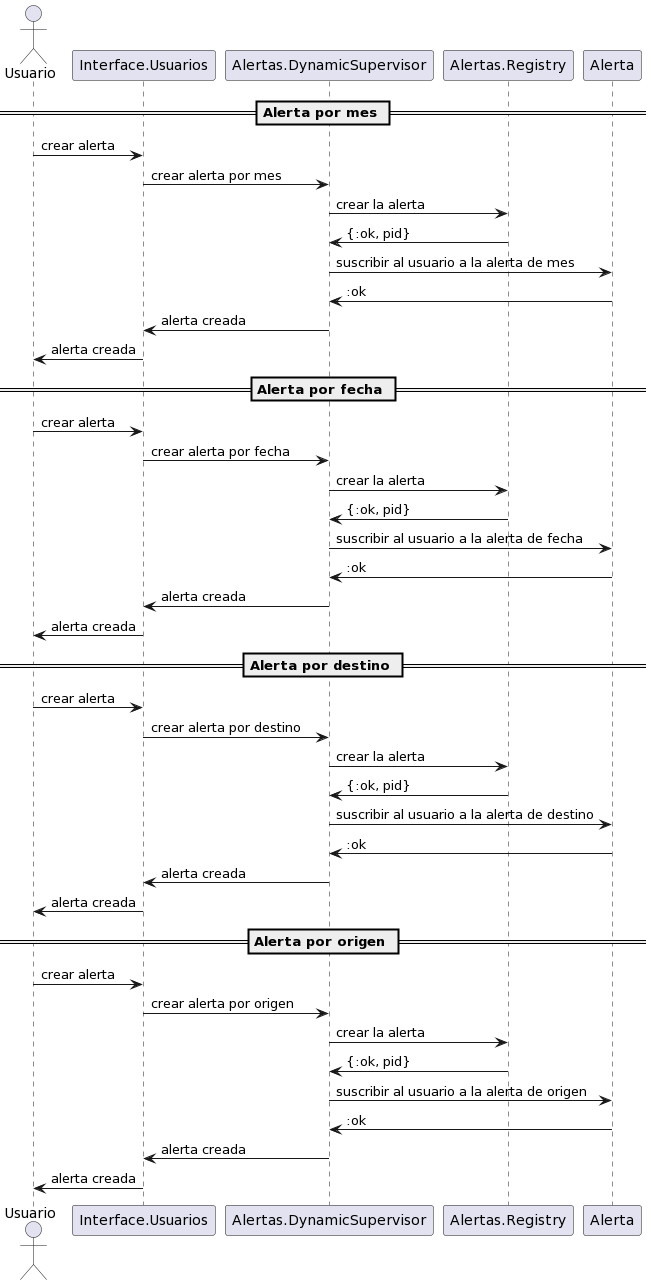 Usuario
Interface.Usuarios
Alertas.DynamicSupervisor
Alertas.Registry
Alerta
Alerta por mes
crear alerta
crear alerta por mes
crear la alerta
{:ok, pid}
suscribir al usuario a la alerta de mes
:ok
alerta creada
alerta creada
Alerta por fecha
crear alerta
crear alerta por fecha
crear la alerta
{:ok, pid}
suscribir al usuario a la alerta de fecha
:ok
alerta creada
alerta creada
Alerta por destino
crear alerta
crear alerta por destino
crear la alerta
{:ok, pid}
suscribir al usuario a la alerta de destino
:ok
alerta creada
alerta creada
Alerta por origen
crear alerta
crear alerta por origen
crear la alerta
{:ok, pid}
suscribir al usuario a la alerta de origen
:ok
alerta creada
alerta creada
Usuario
Interface.Usuarios
Alertas.DynamicSupervisor
Alertas.Registry
Alerta